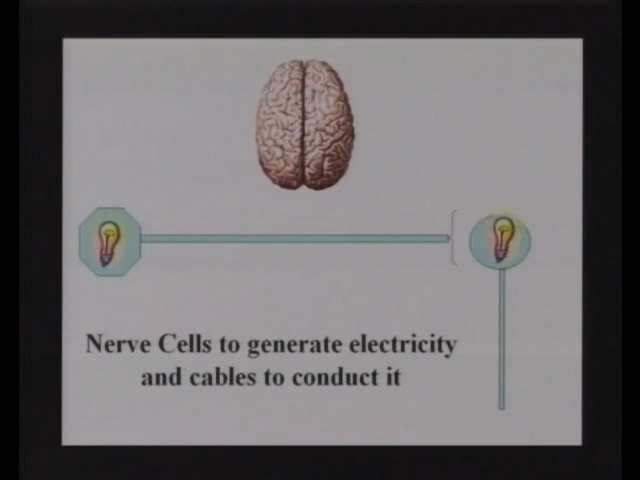 Nerve Cells to generate electricity
and cables to conduct it